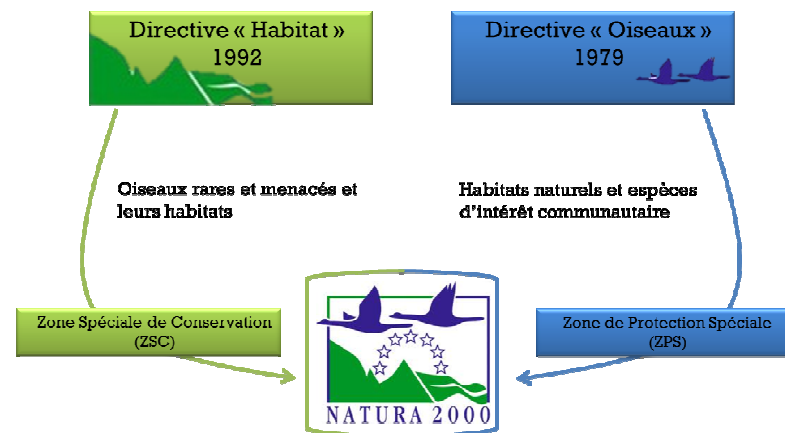 Directive « Habitat »
1992
Directive « Oiseaux »
1979
Oiseaux rares et menacés et
leurs habitats
Habitats naturels et espèces
d'intérêt communautaire
Zone Spéciale de Conservation
(ZSC)
Zone de Protection Spéciale
(ZPS)
NATURA 2000